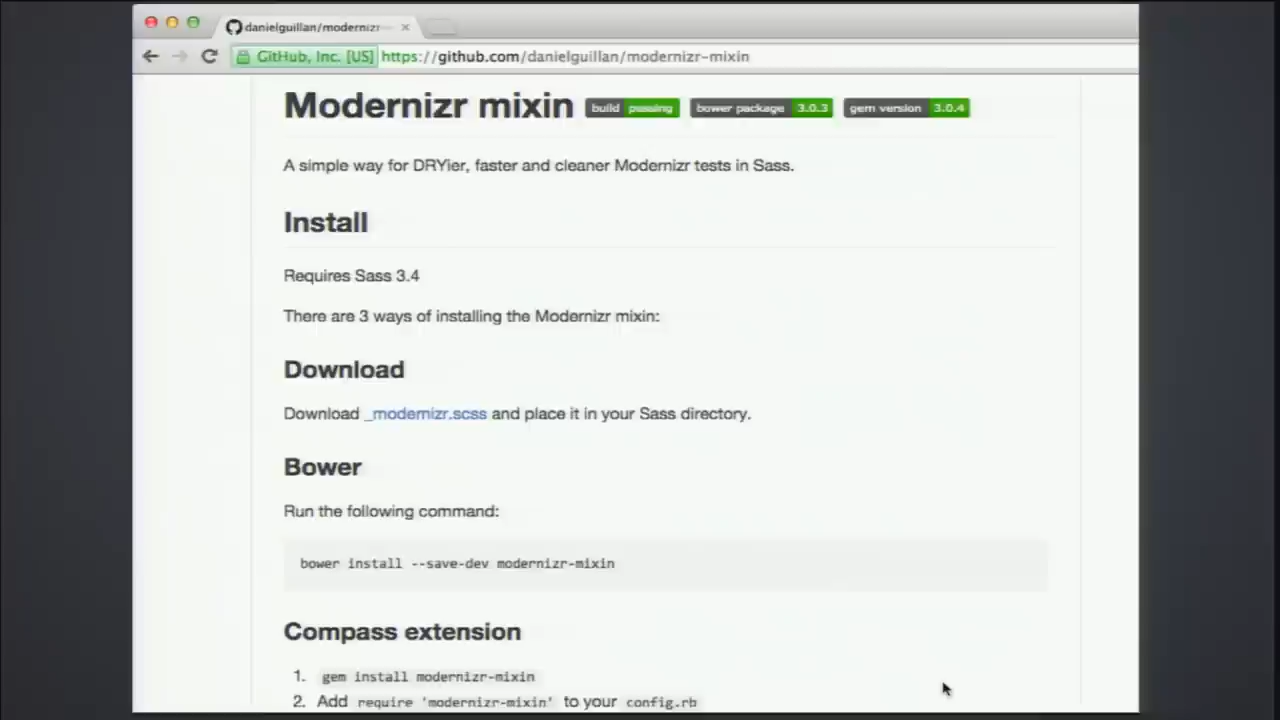 danielguillan/modernizr-
GitHub, Inc. [US] https://github.com/danielguillan/modernizr-mixin
Modernizr mixin build passing bower package 3.0.3 gem version 3.0.4
A simple way for DRYier, faster and cleaner Modernizr tests in Sass.
Install
Requires Sass 3.4
There are 3 ways of installing the Modernizr mixin:
Download
Download _modernizr.scss and place it in your Sass directory.
Bower
Run the following command:
bower install --save-dev modernizr-mixin
Compass extension
1. gem install modernizr-mixin
2. Add require 'modernizr-mixin' to your config.rb